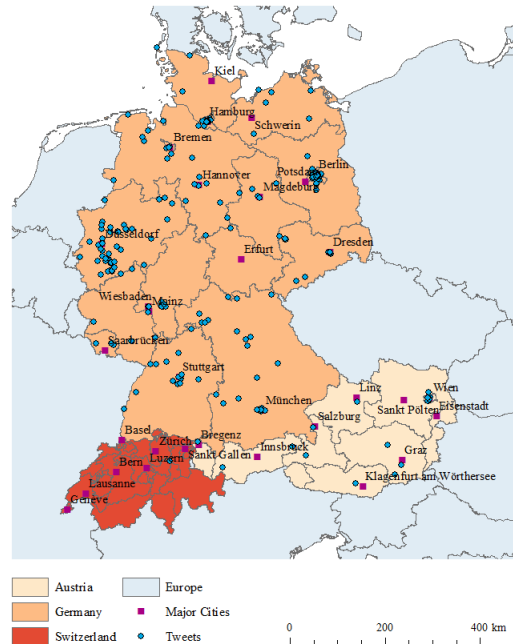 Kiel
Hamburg
Schwerin
Bremen
Hannover
Potsdam
Berlin
Magdeburg
Düsseldorf
Erfurt
Dresden
Wiesbaden
Mainz
Saarbrücken
Stuttgart
München
Linz
Wien
Sankt Pölten
Eisenstadt
Salzburg
Basel
Bregenz
Zürich
Innsbruck
Graz
Bern
Luzern
Sankt Gallen
Klagenfurt am Wörthersee
Lausanne
Genève
Austria
Europe
Germany
Major Cities
Switzerland
Tweets
0 200 400 km